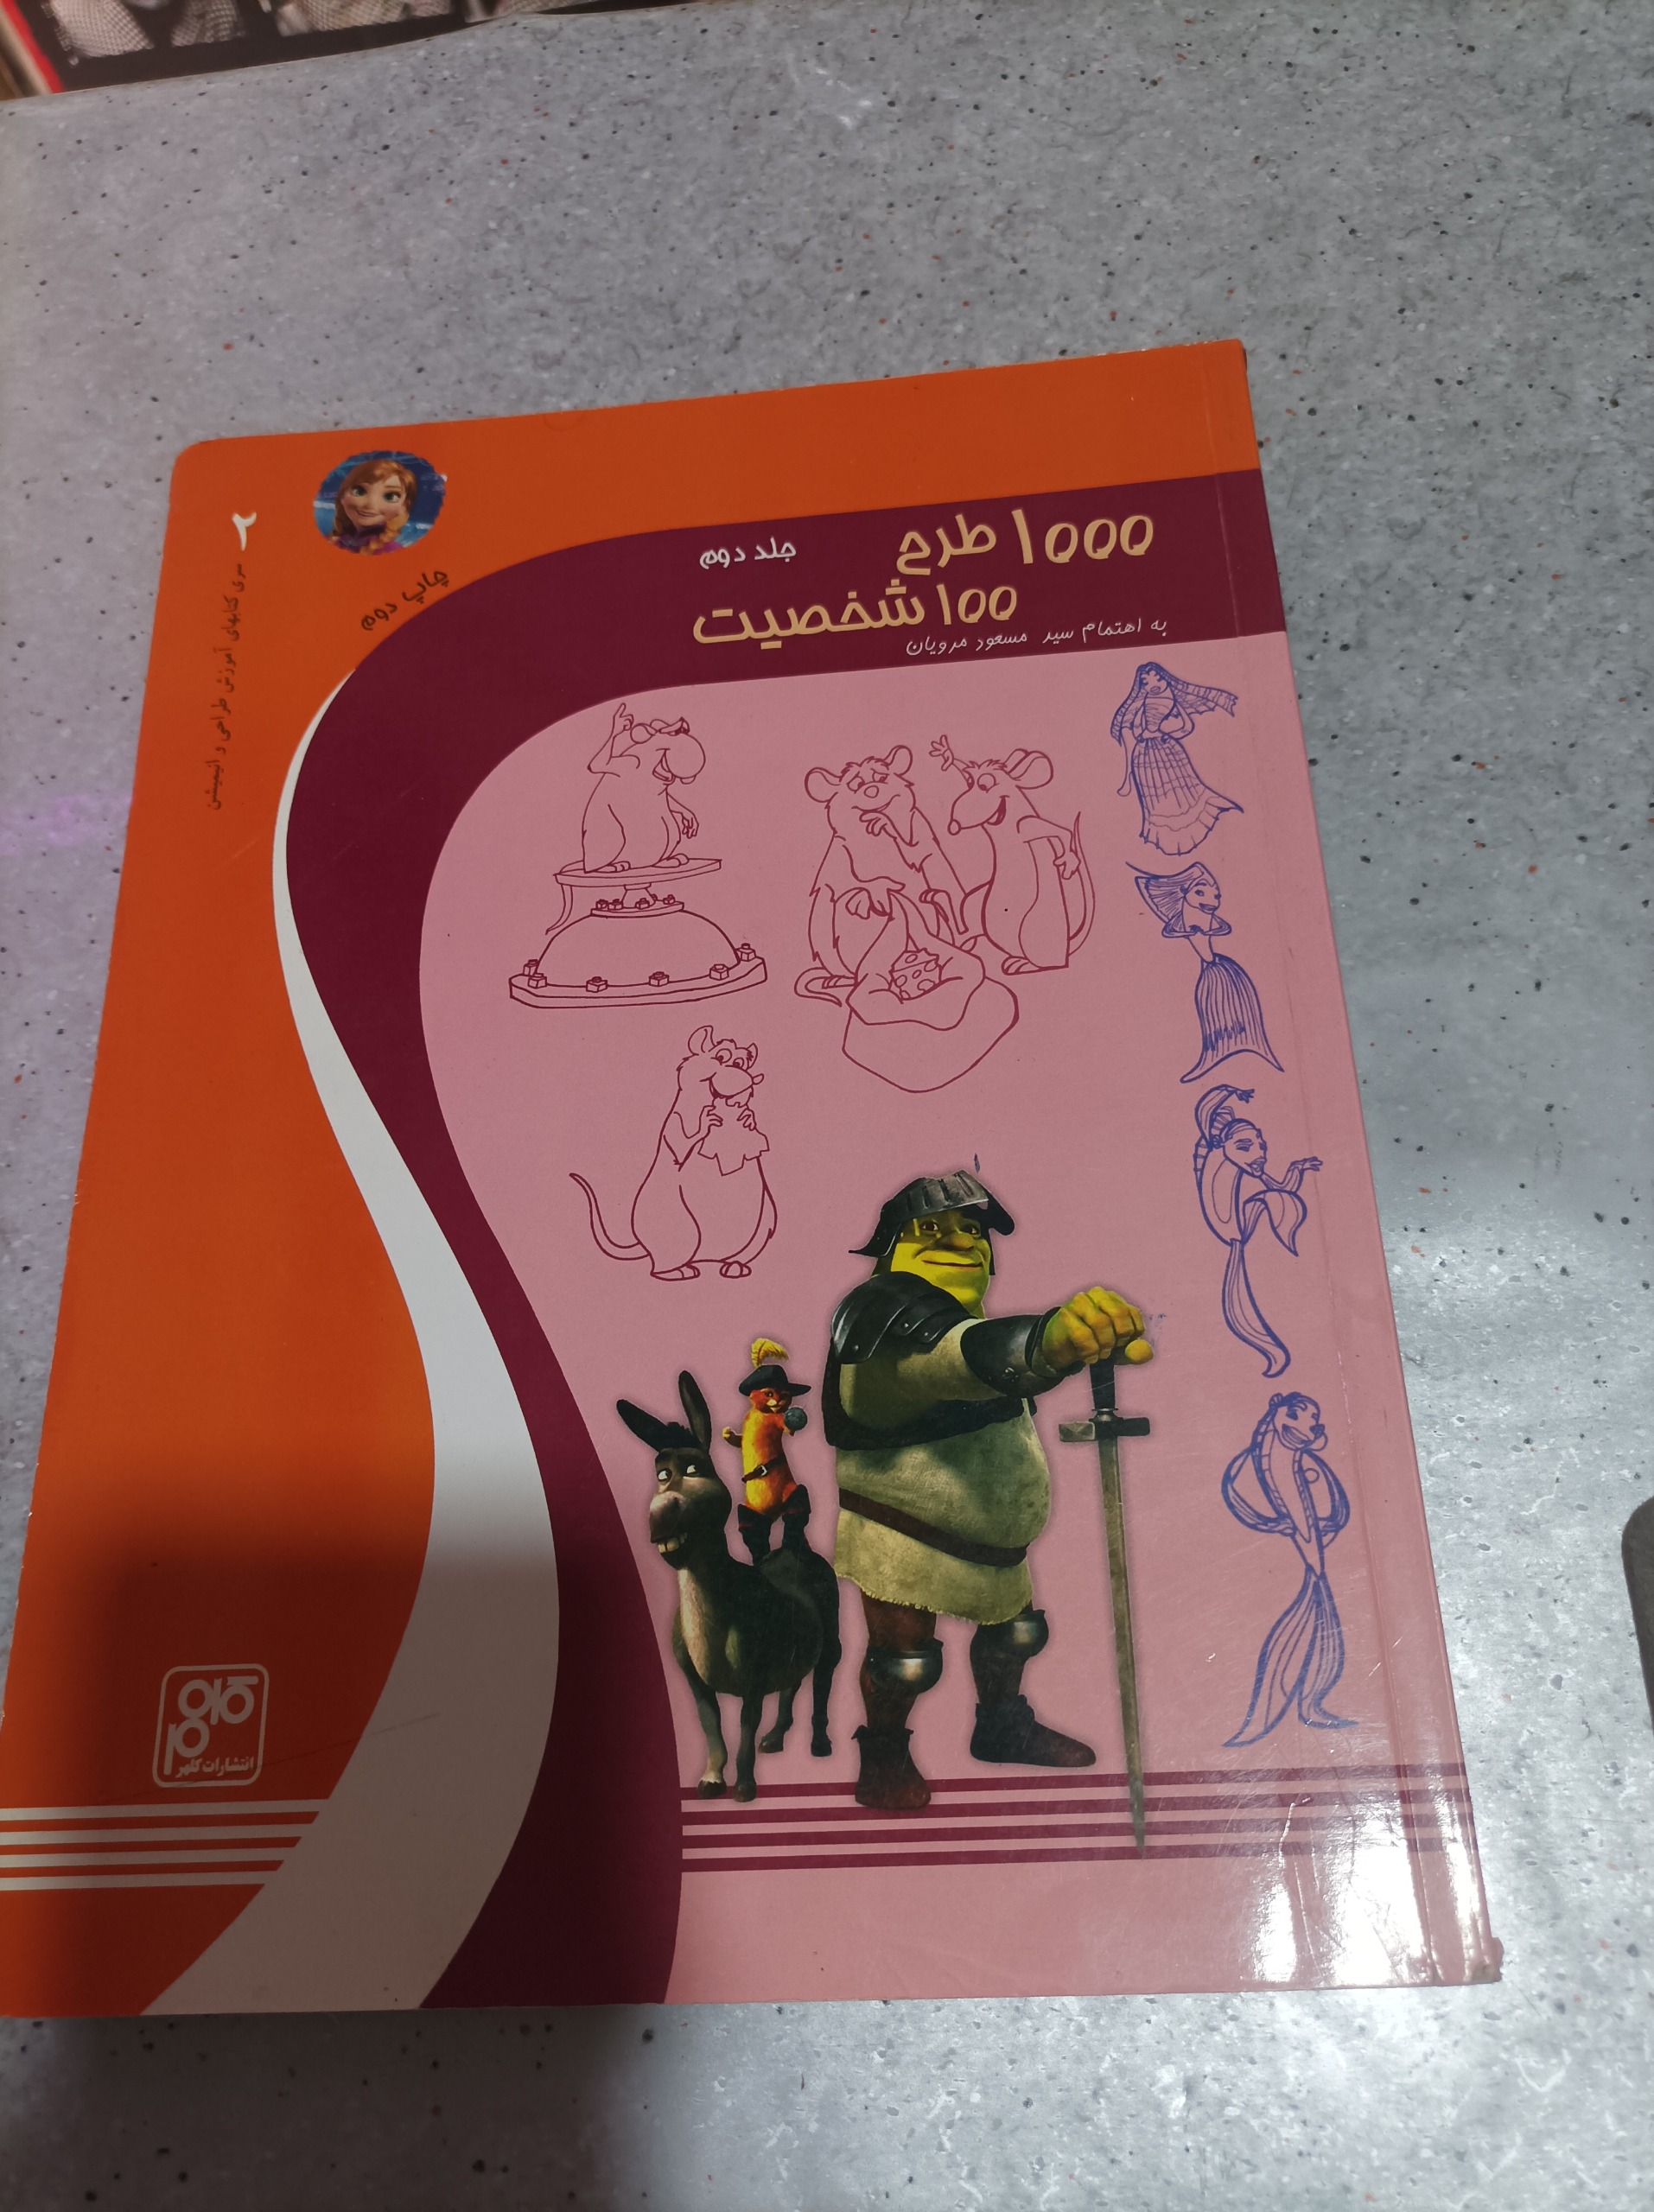 ۱۰۰۰ طرح
جلد دوم
۱۰۰ شخصیت
به اهتمام سید مسعود مرویان
چاپ دوم
۲
سری کتابهای آموزش طراحی و انیمیشن
انتشارات کلهر